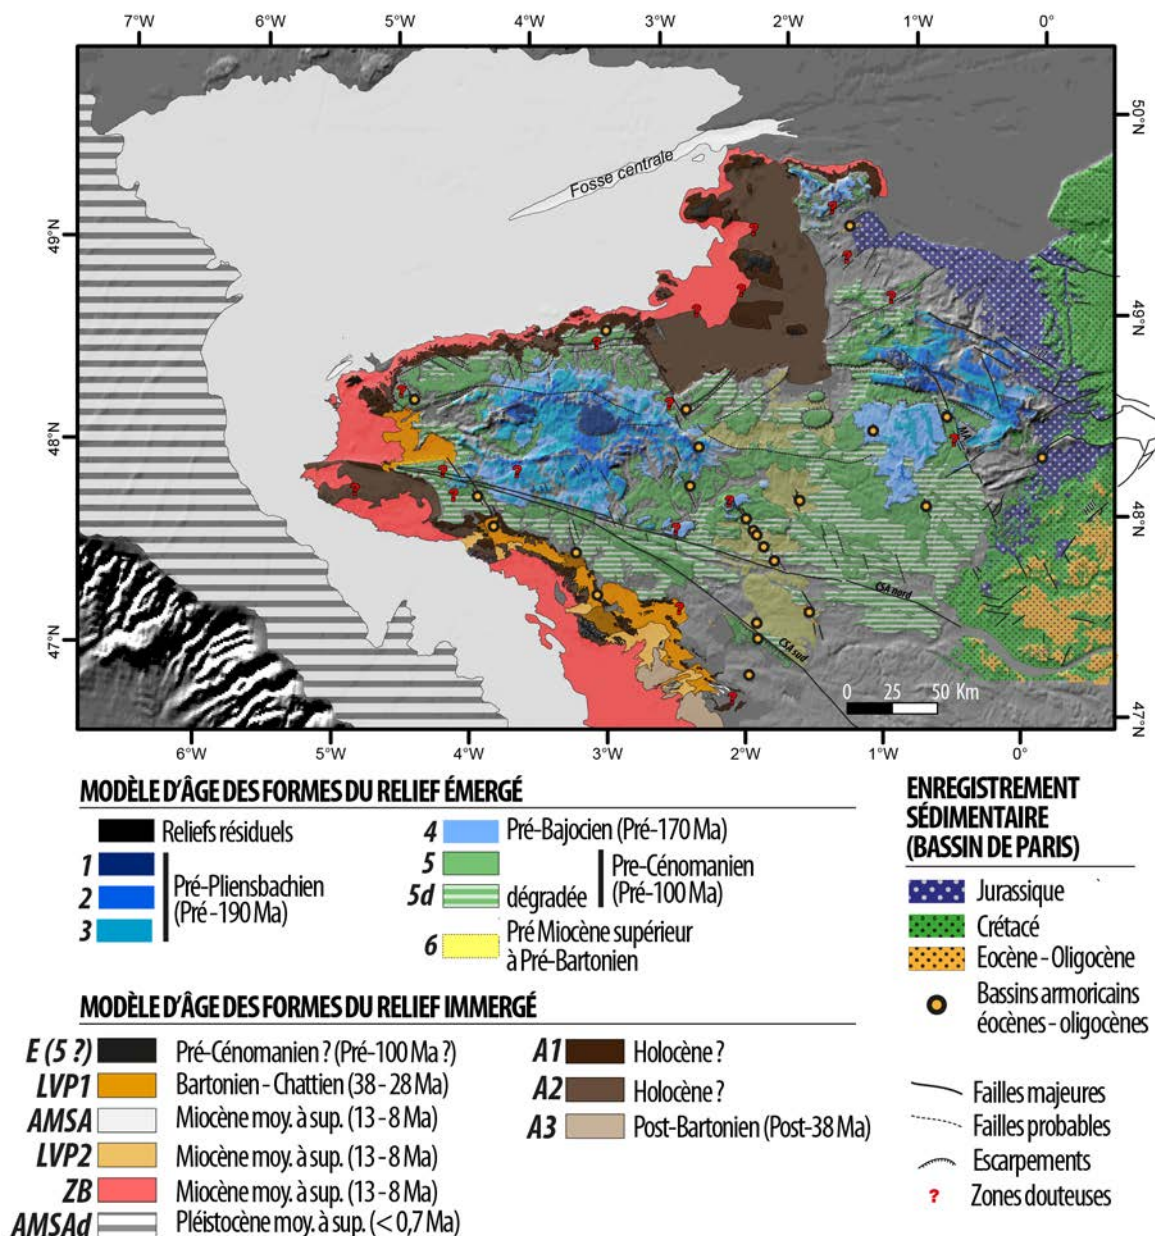 7°W 6°W 5°W 4°W 3°W 2°W 1°W 0°
50°N
49°N
49°N
48°N
48°N
47°N
47°N
Fosse centrale
CSA nord
CSA sud
0 25 50 Km
6°W 5°W 4°W 3°W 2°W 1°W 0°
MODÈLE D'ÂGE DES FORMES DU RELIEF ÉMERGÉ
Reliefs résiduels
1
2
3
Pré-Pliensbachien
(Pré-190 Ma)
4 Pré-Bajocien (Pré-170 Ma)
5
5d dégradée
Pre-Cénomanien
(Pré-100 Ma)
6 Pré Miocène supérieur
à Pré-Bartonien
MODÈLE D'ÂGE DES FORMES DU RELIEF IMMERGÉ
E (5 ?) Pré-Cénomanien ? (Pré-100 Ma ?)
LVP1 Bartonien - Chattien (38 - 28 Ma)
AMSA Miocène moy. à sup. (13 - 8 Ma)
LVP2 Miocène moy. à sup. (13 - 8 Ma)
ZB Miocène moy. à sup. (13 - 8 Ma)
AMSAd Pléistocène moy. à sup. (< 0,7 Ma)
A1 Holocène ?
A2 Holocène ?
A3 Post-Bartonien (Post-38 Ma)
ENREGISTREMENT
SÉDIMENTAIRE
(BASSIN DE PARIS)
Jurassique
Crétacé
Eocène - Oligocène
Bassins armoricains
éocènes - oligocènes
Failles majeures
Failles probables
Escarpements
? Zones douteuses